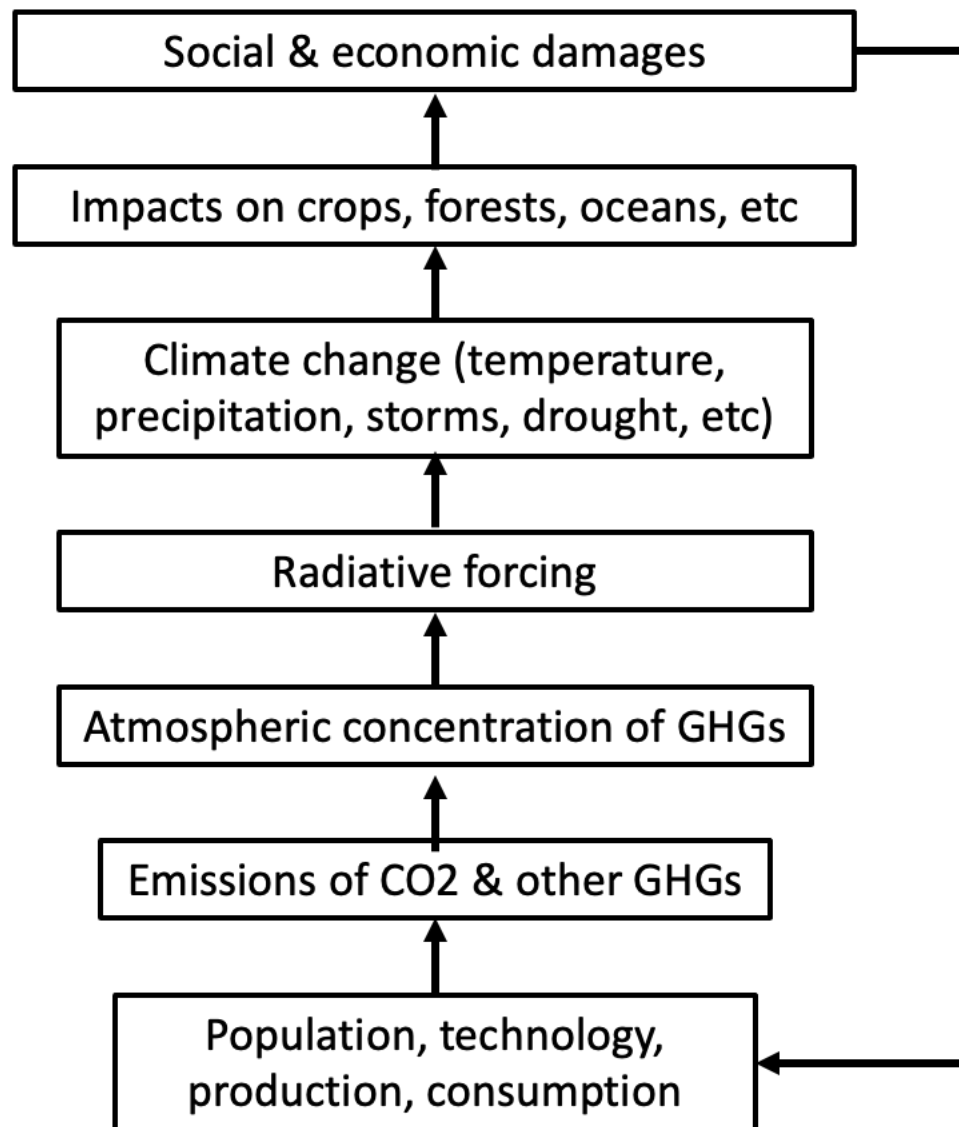 Social & economic damages
Impacts on crops, forests, oceans, etc
Climate change (temperature,
precipitation, storms, drought, etc)
Radiative forcing
Atmospheric concentration of GHGs
Emissions of CO2 & other GHGs
Population, technology,
production, consumption